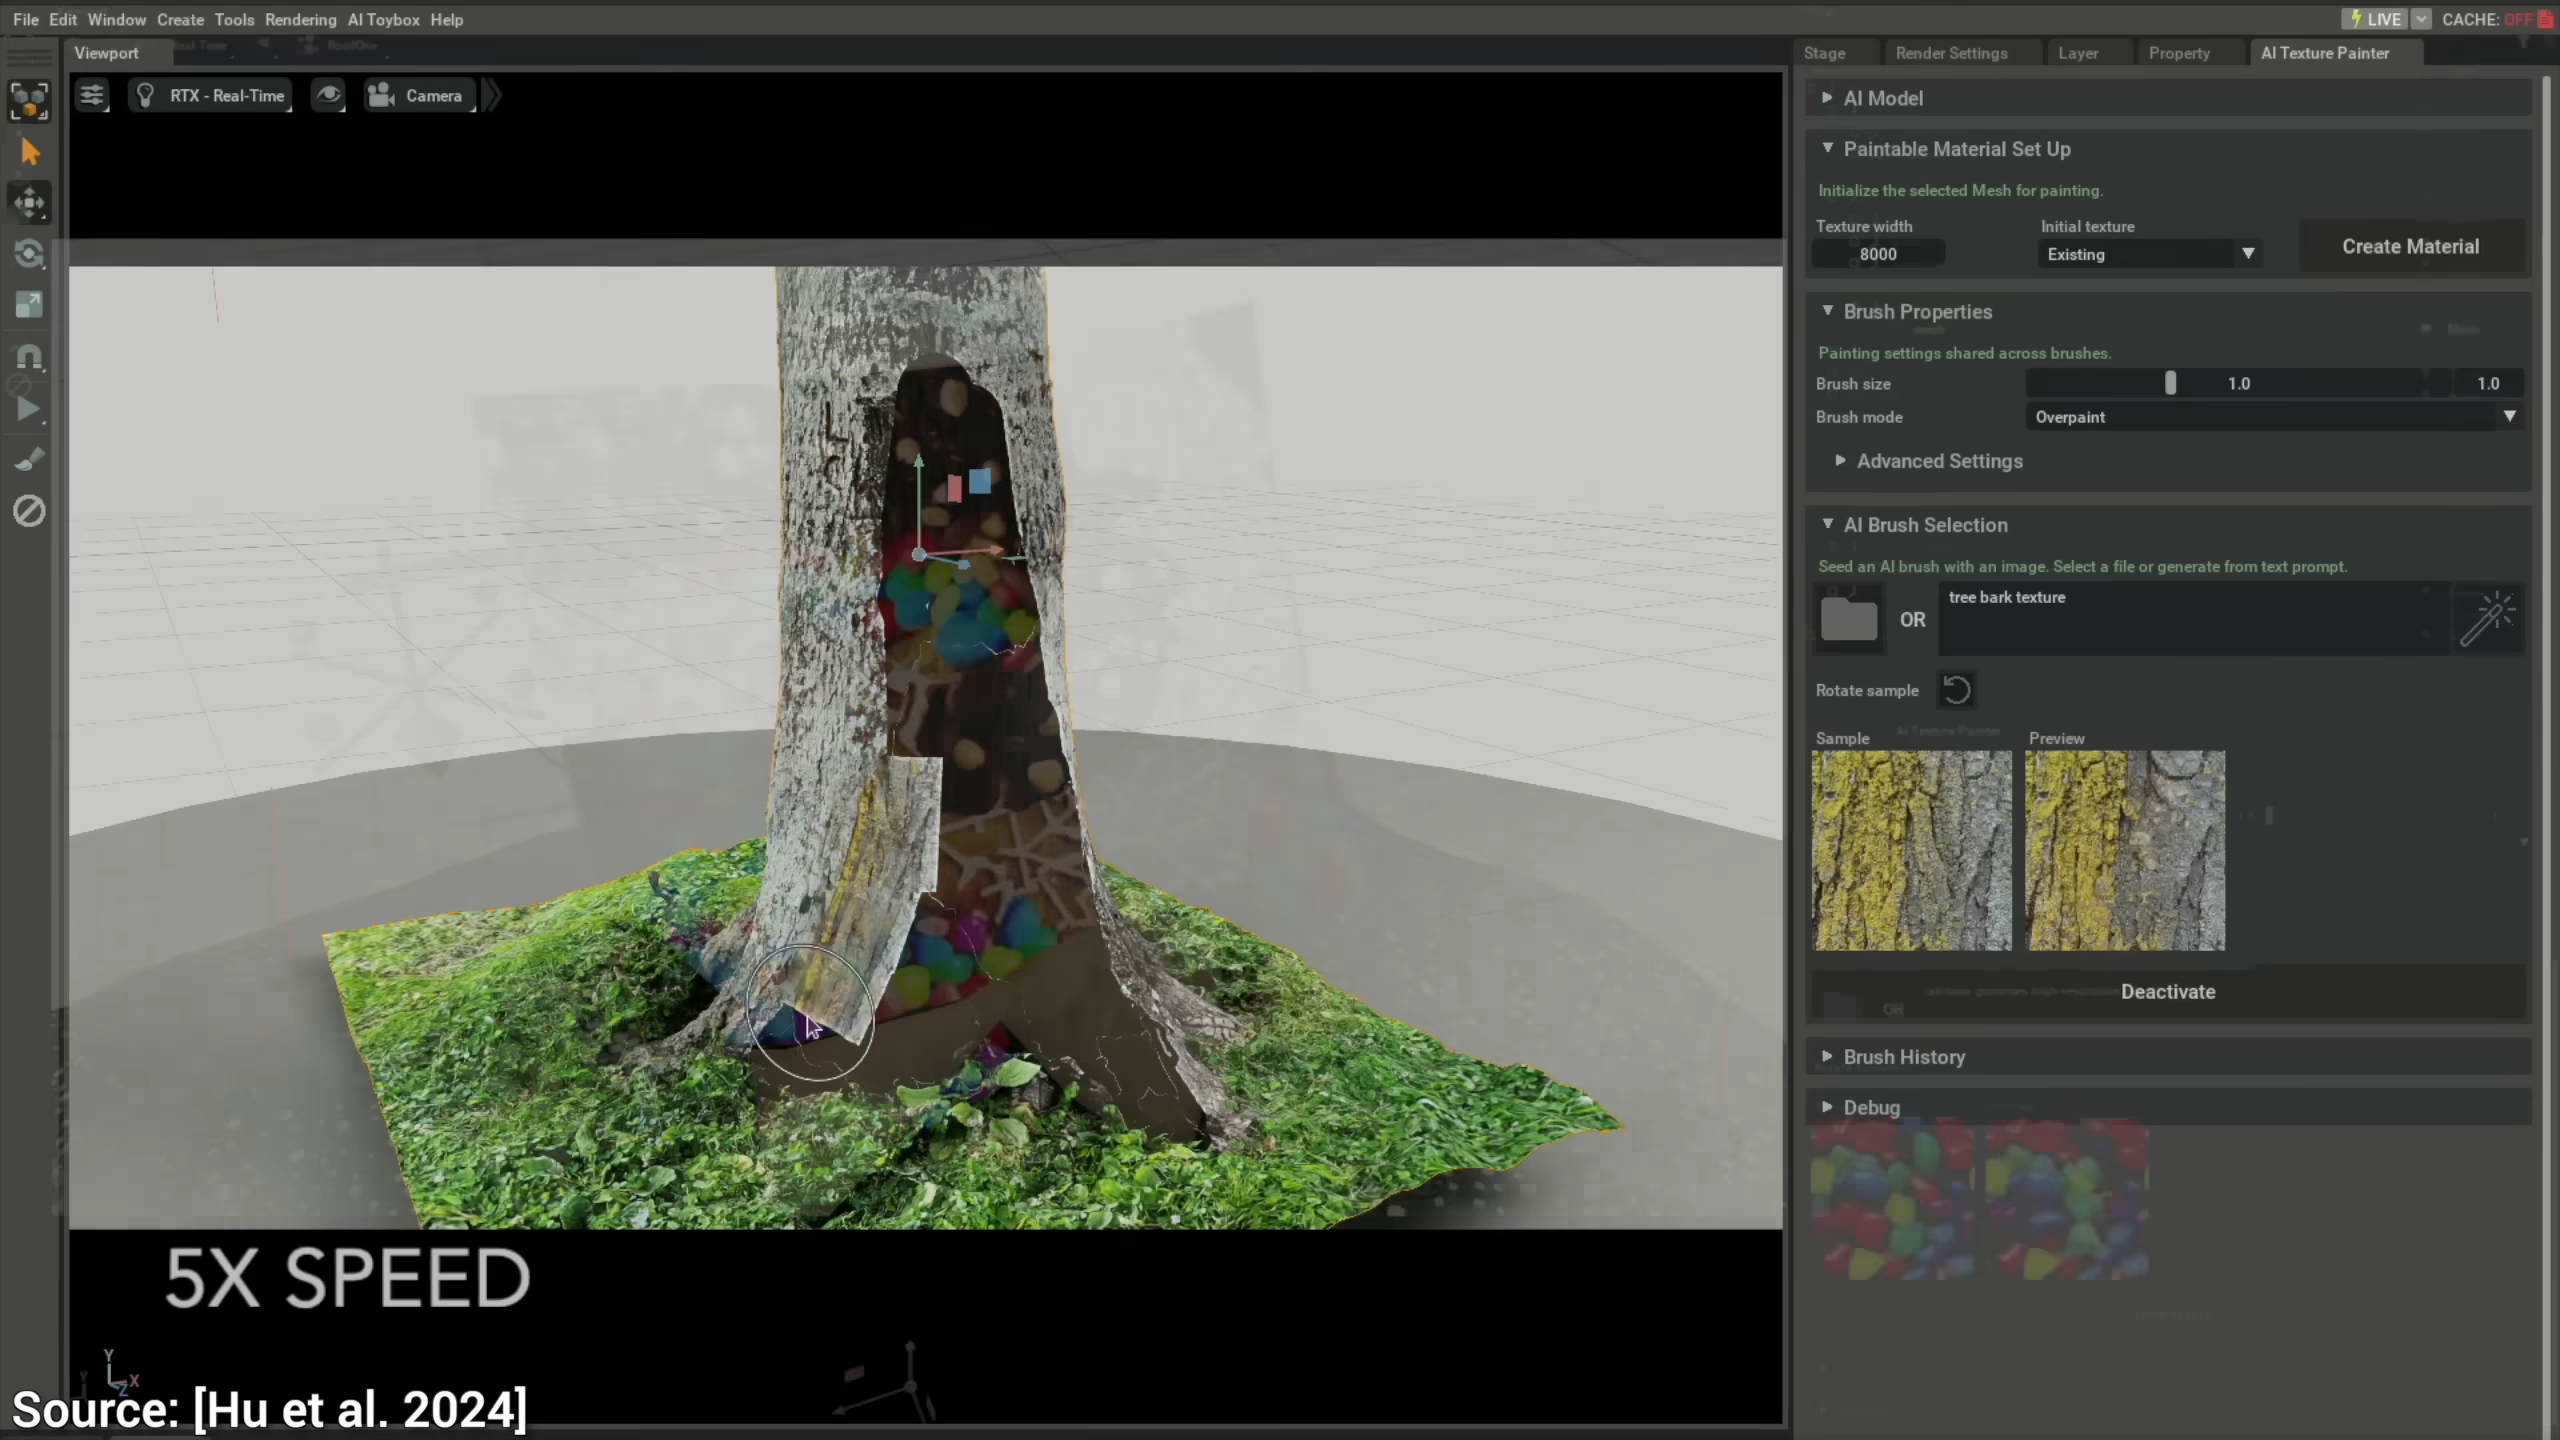 File Edit Window Create Tools Rendering AI Toybox Help
LIVE CACHE: OFF
Viewport
Stage Render Settings Layer Property AI Texture Painter
RTX - Real-Time Camera
AI Model
Paintable Material Set Up
Initialize the selected Mesh for painting.
Texture width Initial texture
8000 Existing Create Material
Brush Properties
Painting settings shared across brushes.
Brush size 1.0 1.0
Brush mode Overpaint
Advanced Settings
AI Brush Selection
Seed an AI brush with an image. Select a file or generate from text prompt.
OR tree bark texture
Rotate sample
Sample Preview
Deactivate
OR
Brush History
Debug
5X SPEED
Y
X
Z
Source: [Hu et al. 2024]